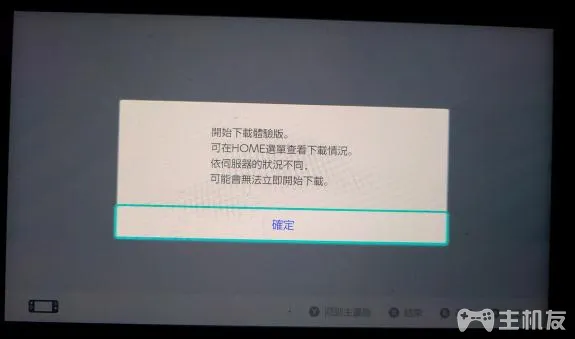 開始下載體驗版。
可在HOME選單查看下載情況。
依伺服器的狀況不同,
可能會無法立即開始下載。
確定
Y
X 結束
主机友